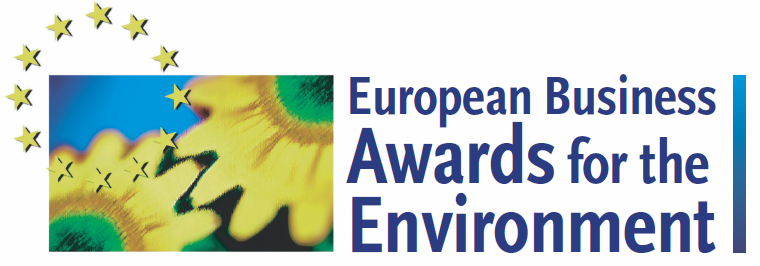 European Business
Awards for the
Environment